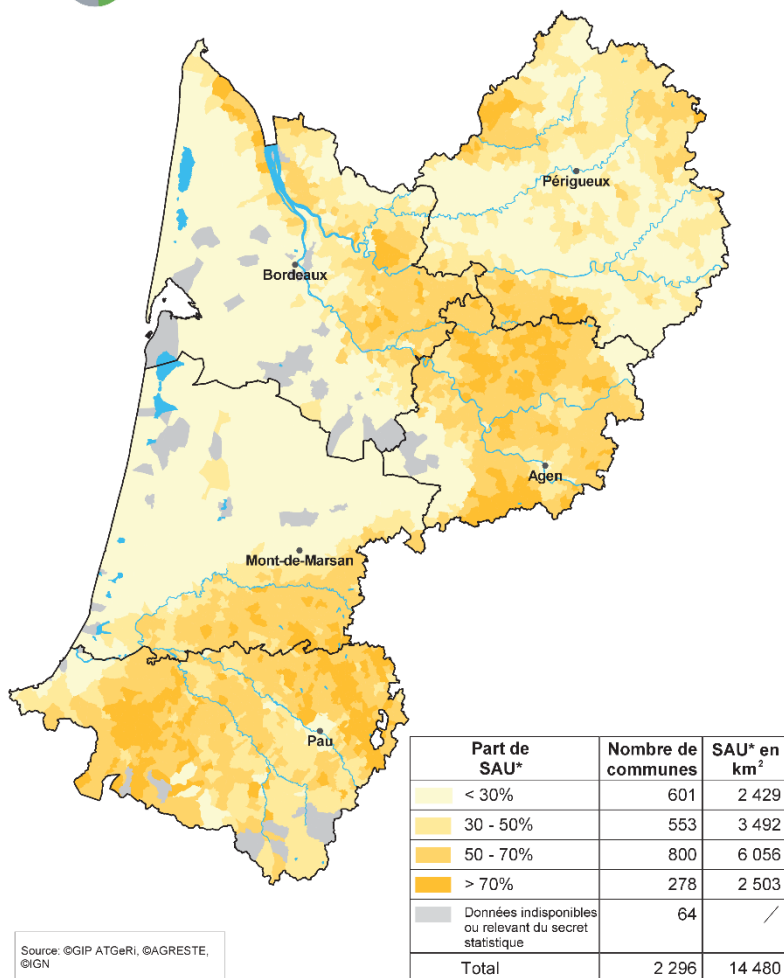 Périgueux
Bordeaux
Agen
Mont-de-Marsan
Pau
Part de SAU* Nombre de communes SAU* en km²
< 30% 601 2 429
30 - 50% 553 3 492
50 - 70% 800 6 056
> 70% 278 2 503
Données indisponibles
ou relevant du secret
statistique 64 /
Total 2 296 14 480
Source: ©GIP ATGeRi, ©AGRESTE,
©IGN